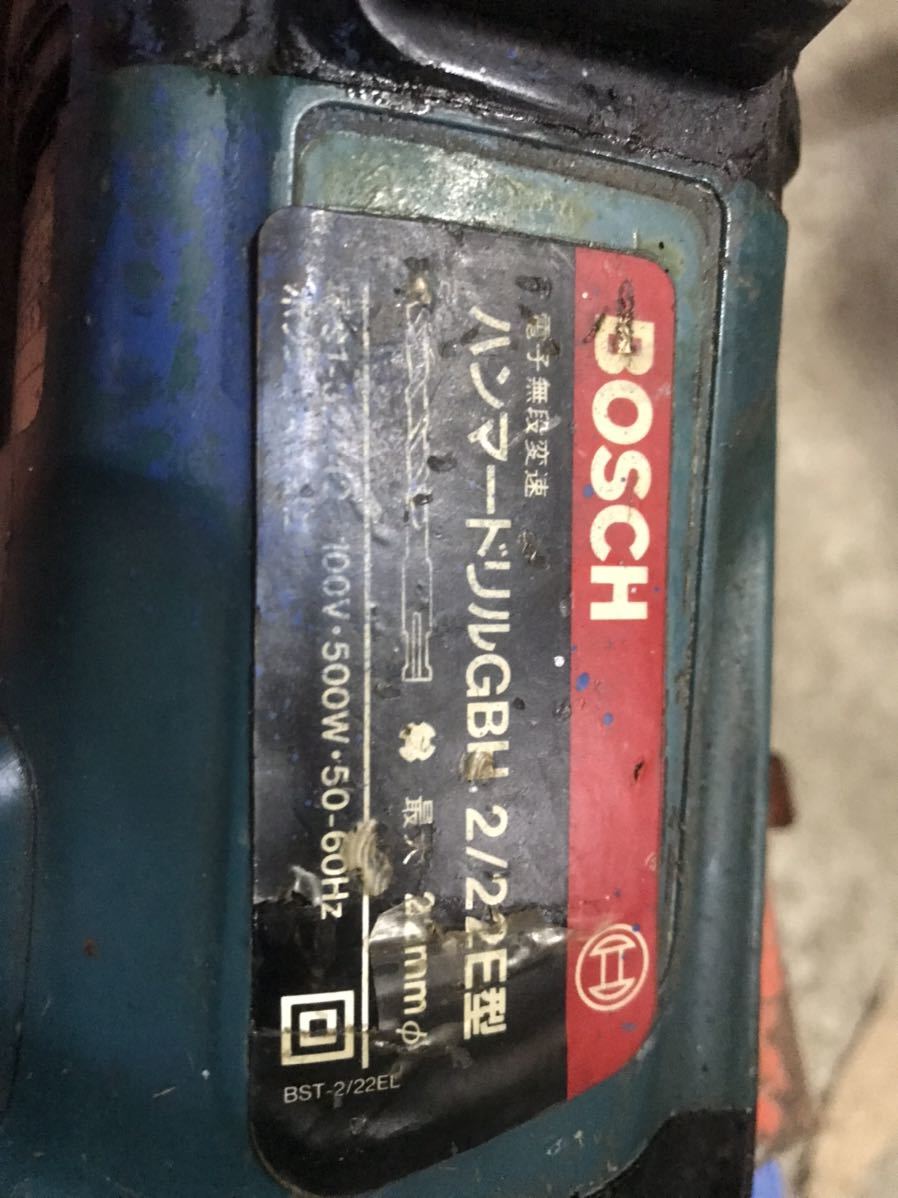 BOSCH
電子無段変速
ハンマードリルGBH 2/22E型
最大 22mmφ
100V・500W・50-60Hz
BST-2/22EL